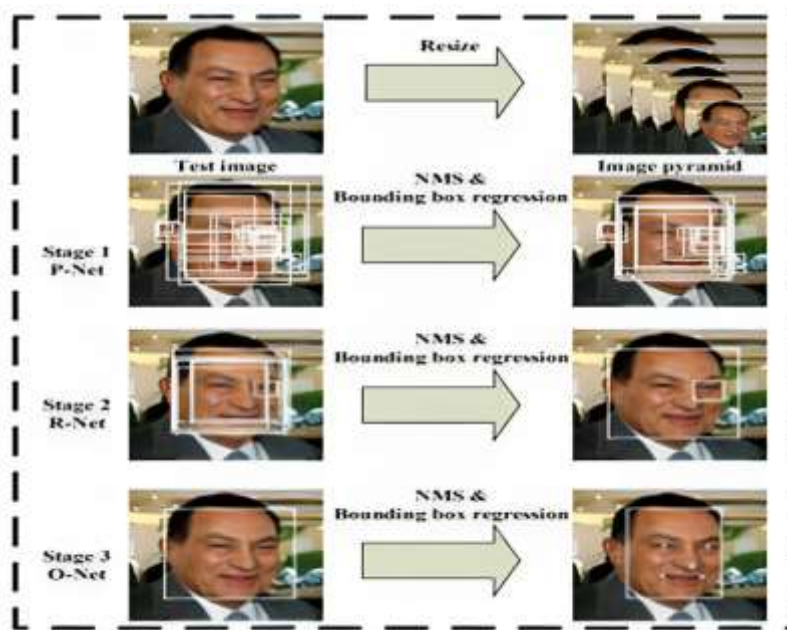 Resize
Test image
Image pyramid
NMS &
Bounding box regression
Stage 1
P-Net
NMS &
Bounding box regression
Stage 2
R-Net
NMS &
Bounding box regression
Stage 3
O-Net